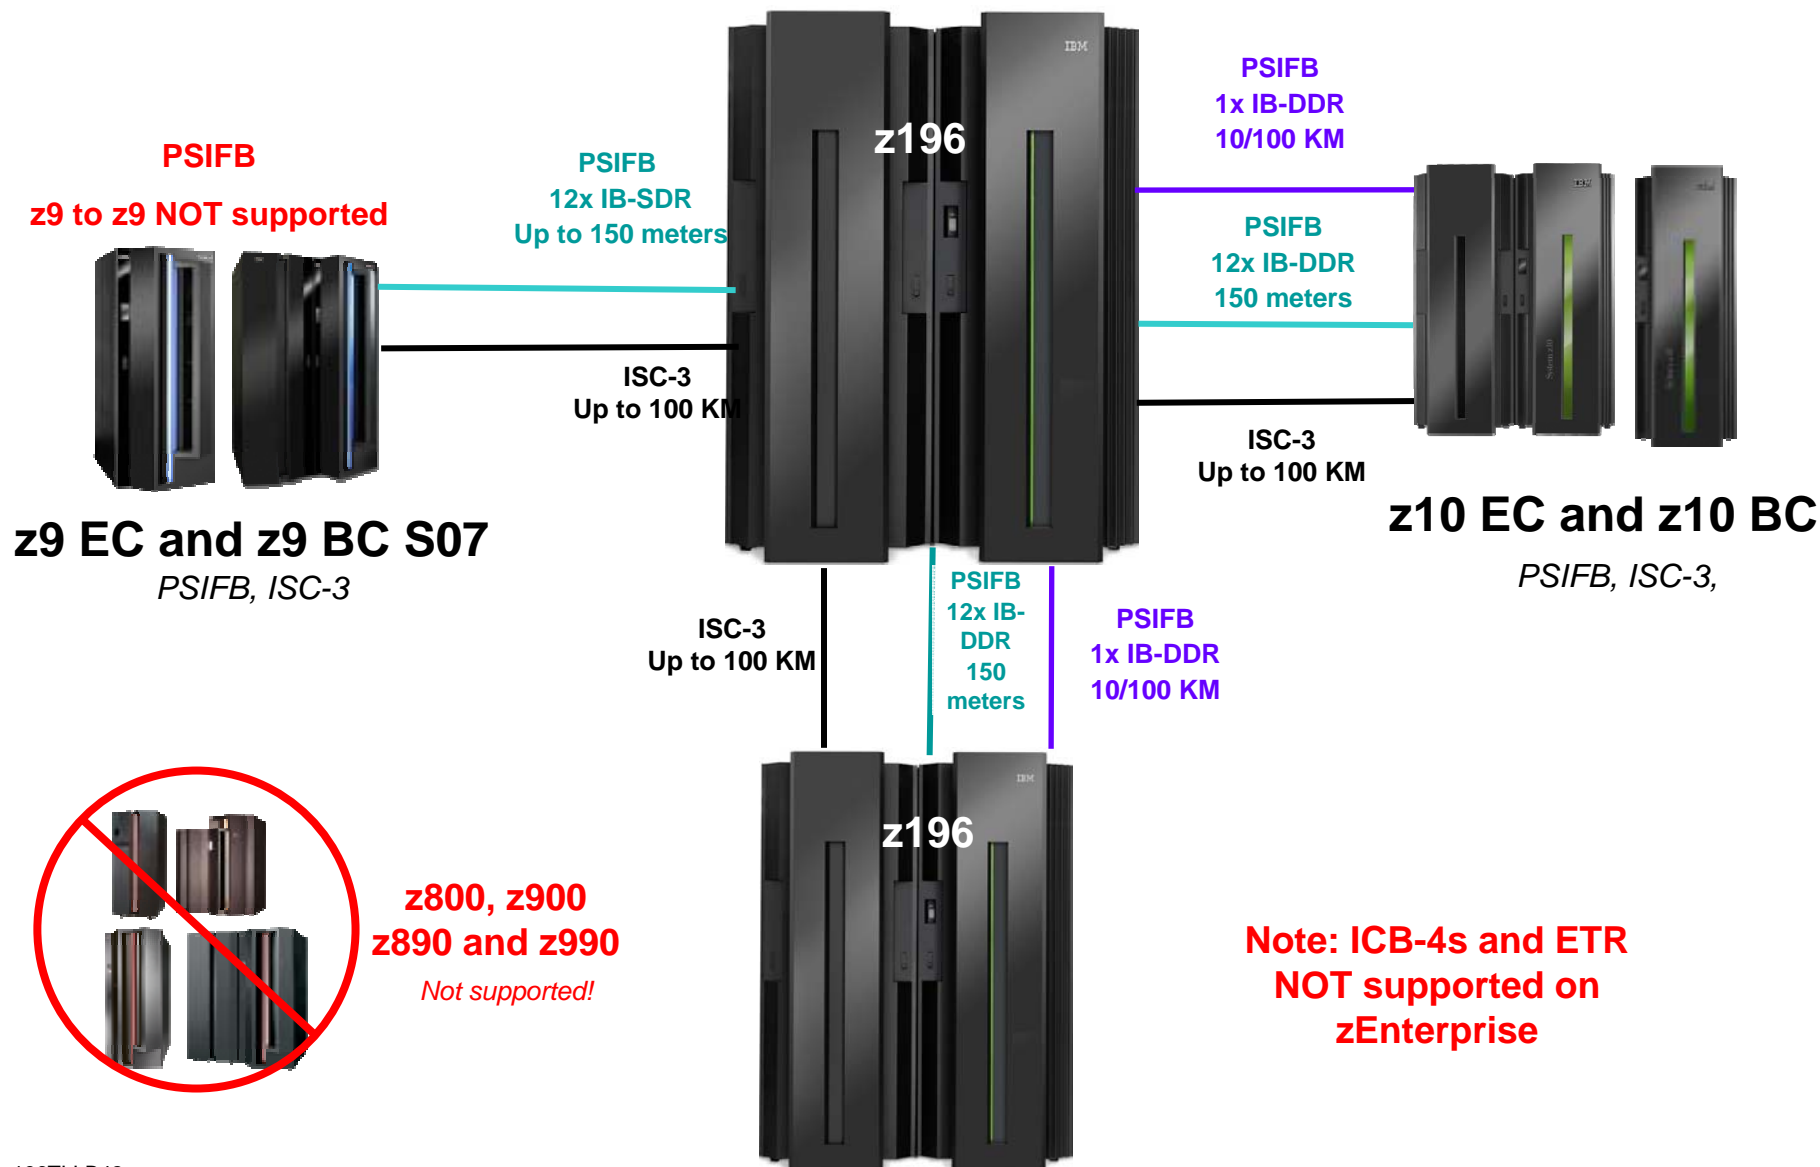 IBM
z196
PSIFB
1x IB-DDR
10/100 KM
PSIFB
z9 to z9 NOT supported
PSIFB
12x IB-SDR
Up to 150 meters
PSIFB
12x IB-DDR
150 meters
ISC-3
Up to 100 KM
ISC-3
Up to 100 KM
z9 EC and z9 BC S07
PSIFB, ISC-3
z10 EC and z10 BC
PSIFB, ISC-3,
ISC-3
Up to 100 KM
PSIFB
12x IB-
DDR
150
meters
PSIFB
1x IB-DDR
10/100 KM
IBM
z196
z800, z900
z890 and z990
Not supported!
Note: ICB-4s and ETR
NOT supported on
zEnterprise